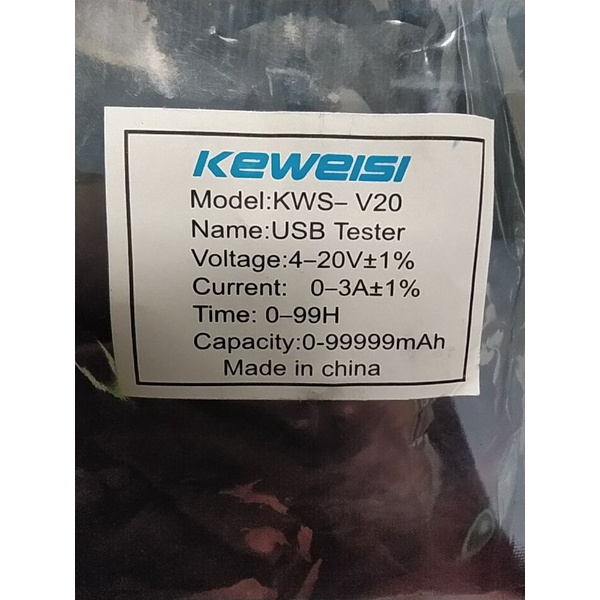 KEWEISI
Model:KWS– V20
Name:USB Tester
Voltage:4–20V±1%
Current: 0–3A±1%
Time: 0–99H
Capacity:0-99999mAh
Made in china